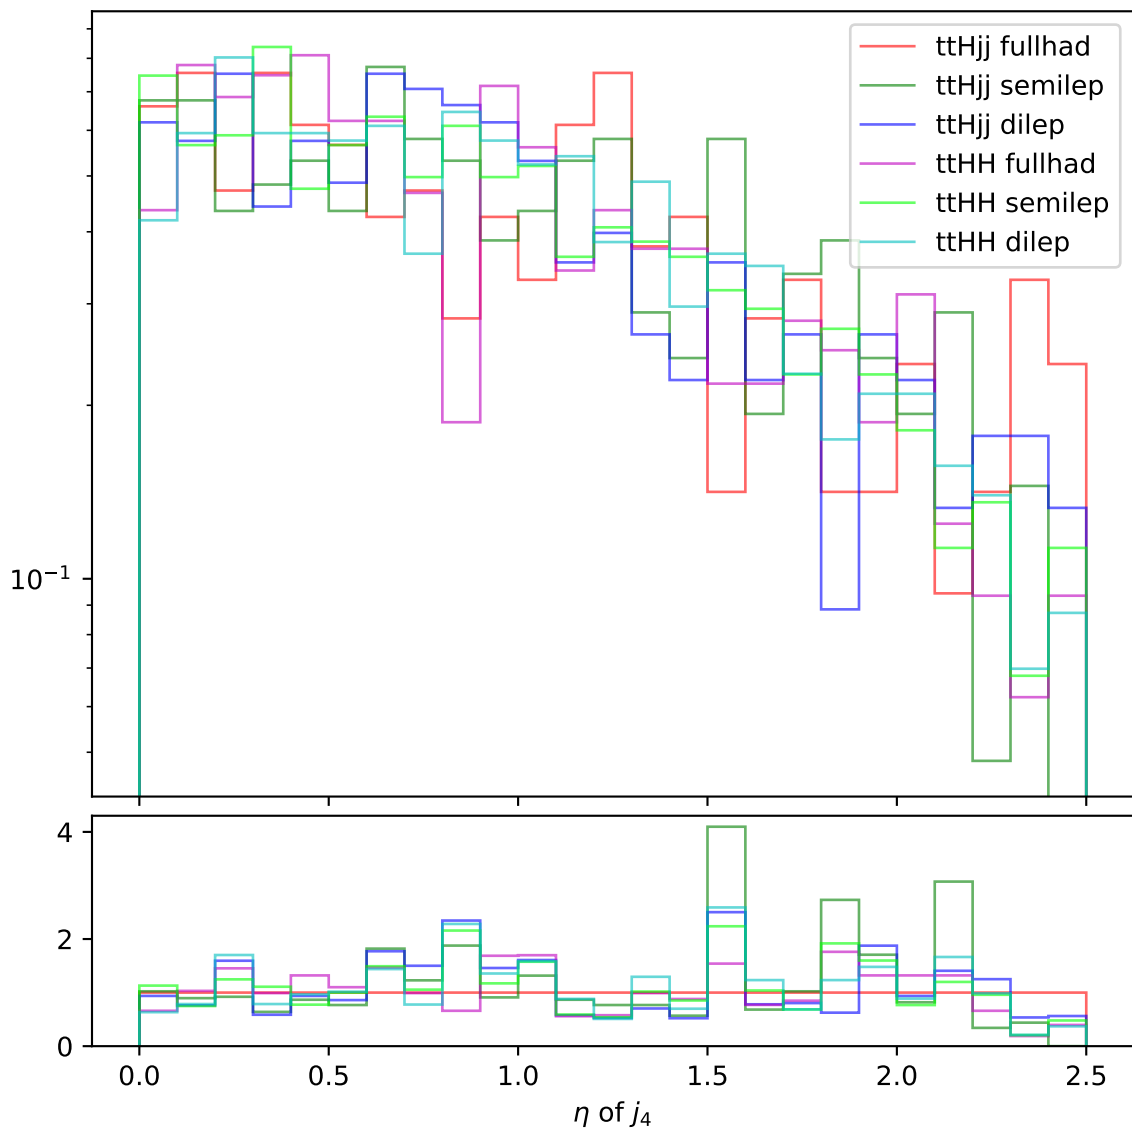 ttHjj fullhad
ttHjj semilep
ttHjj dilep
ttHH fullhad
ttHH semilep
ttHH dilep
10⁻¹
4
2
0
0.0 0.5 1.0 1.5 2.0 2.5
η of j₄